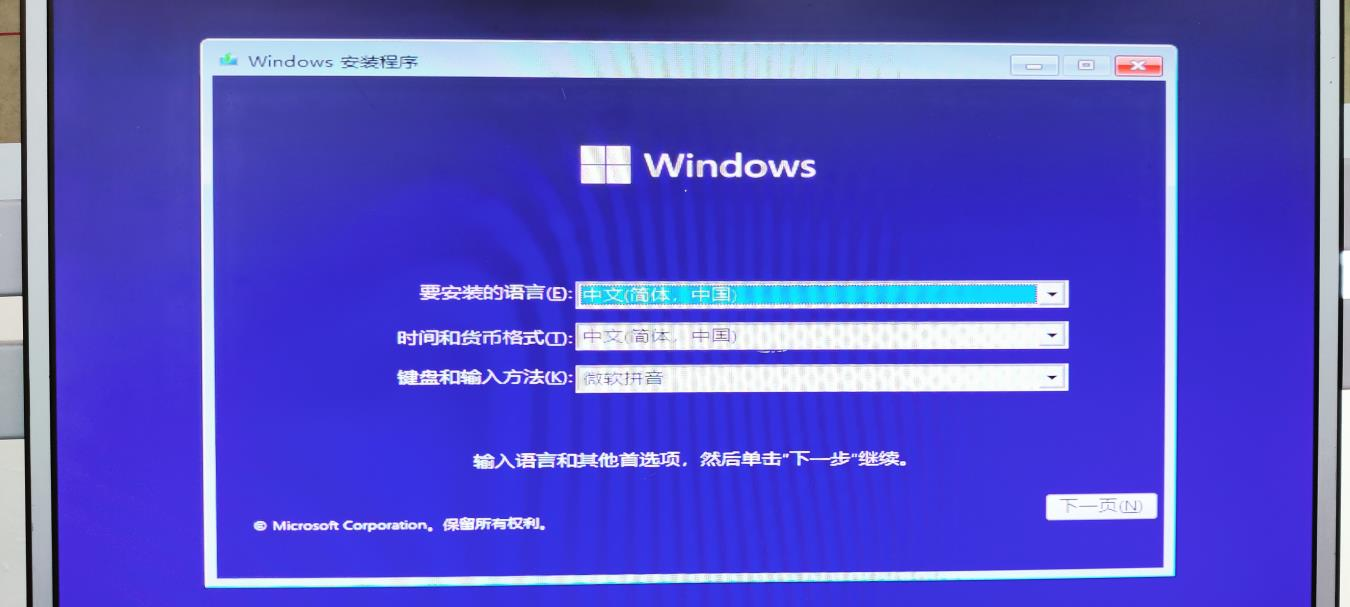 Windows 安装程序
Windows
要安装的语言(E): 中文(简体，中国)
时间和货币格式(T): 中文(简体，中国)
键盘和输入方法(K): 微软拼音
输入语言和其他首选项，然后单击"下一步"继续。
下一页(N)
© Microsoft Corporation。保留所有权利。